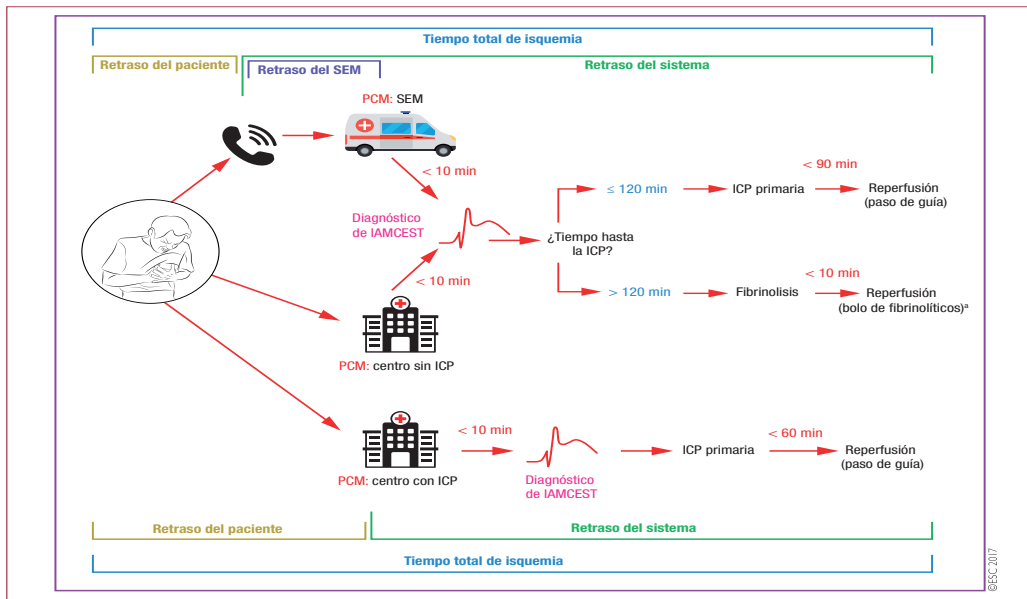 Tiempo total de isquemia
Retraso del paciente
Retraso del SEM
Retraso del sistema
PCM: SEM
< 10 min
< 90 min
≤ 120 min
ICP primaria
Reperfusión
(paso de guía)
Diagnóstico
de IAMCEST
¿Tiempo hasta
la ICP?
< 10 min
< 10 min
> 120 min
Fibrinolisis
Reperfusión
(bolo de fibrinolíticos)ª
PCM: centro sin ICP
< 10 min
< 60 min
ICP primaria
Reperfusión
(paso de guía)
PCM: centro con ICP
Diagnóstico
de IAMCEST
Retraso del paciente
Retraso del sistema
Tiempo total de isquemia
©ESC 2017